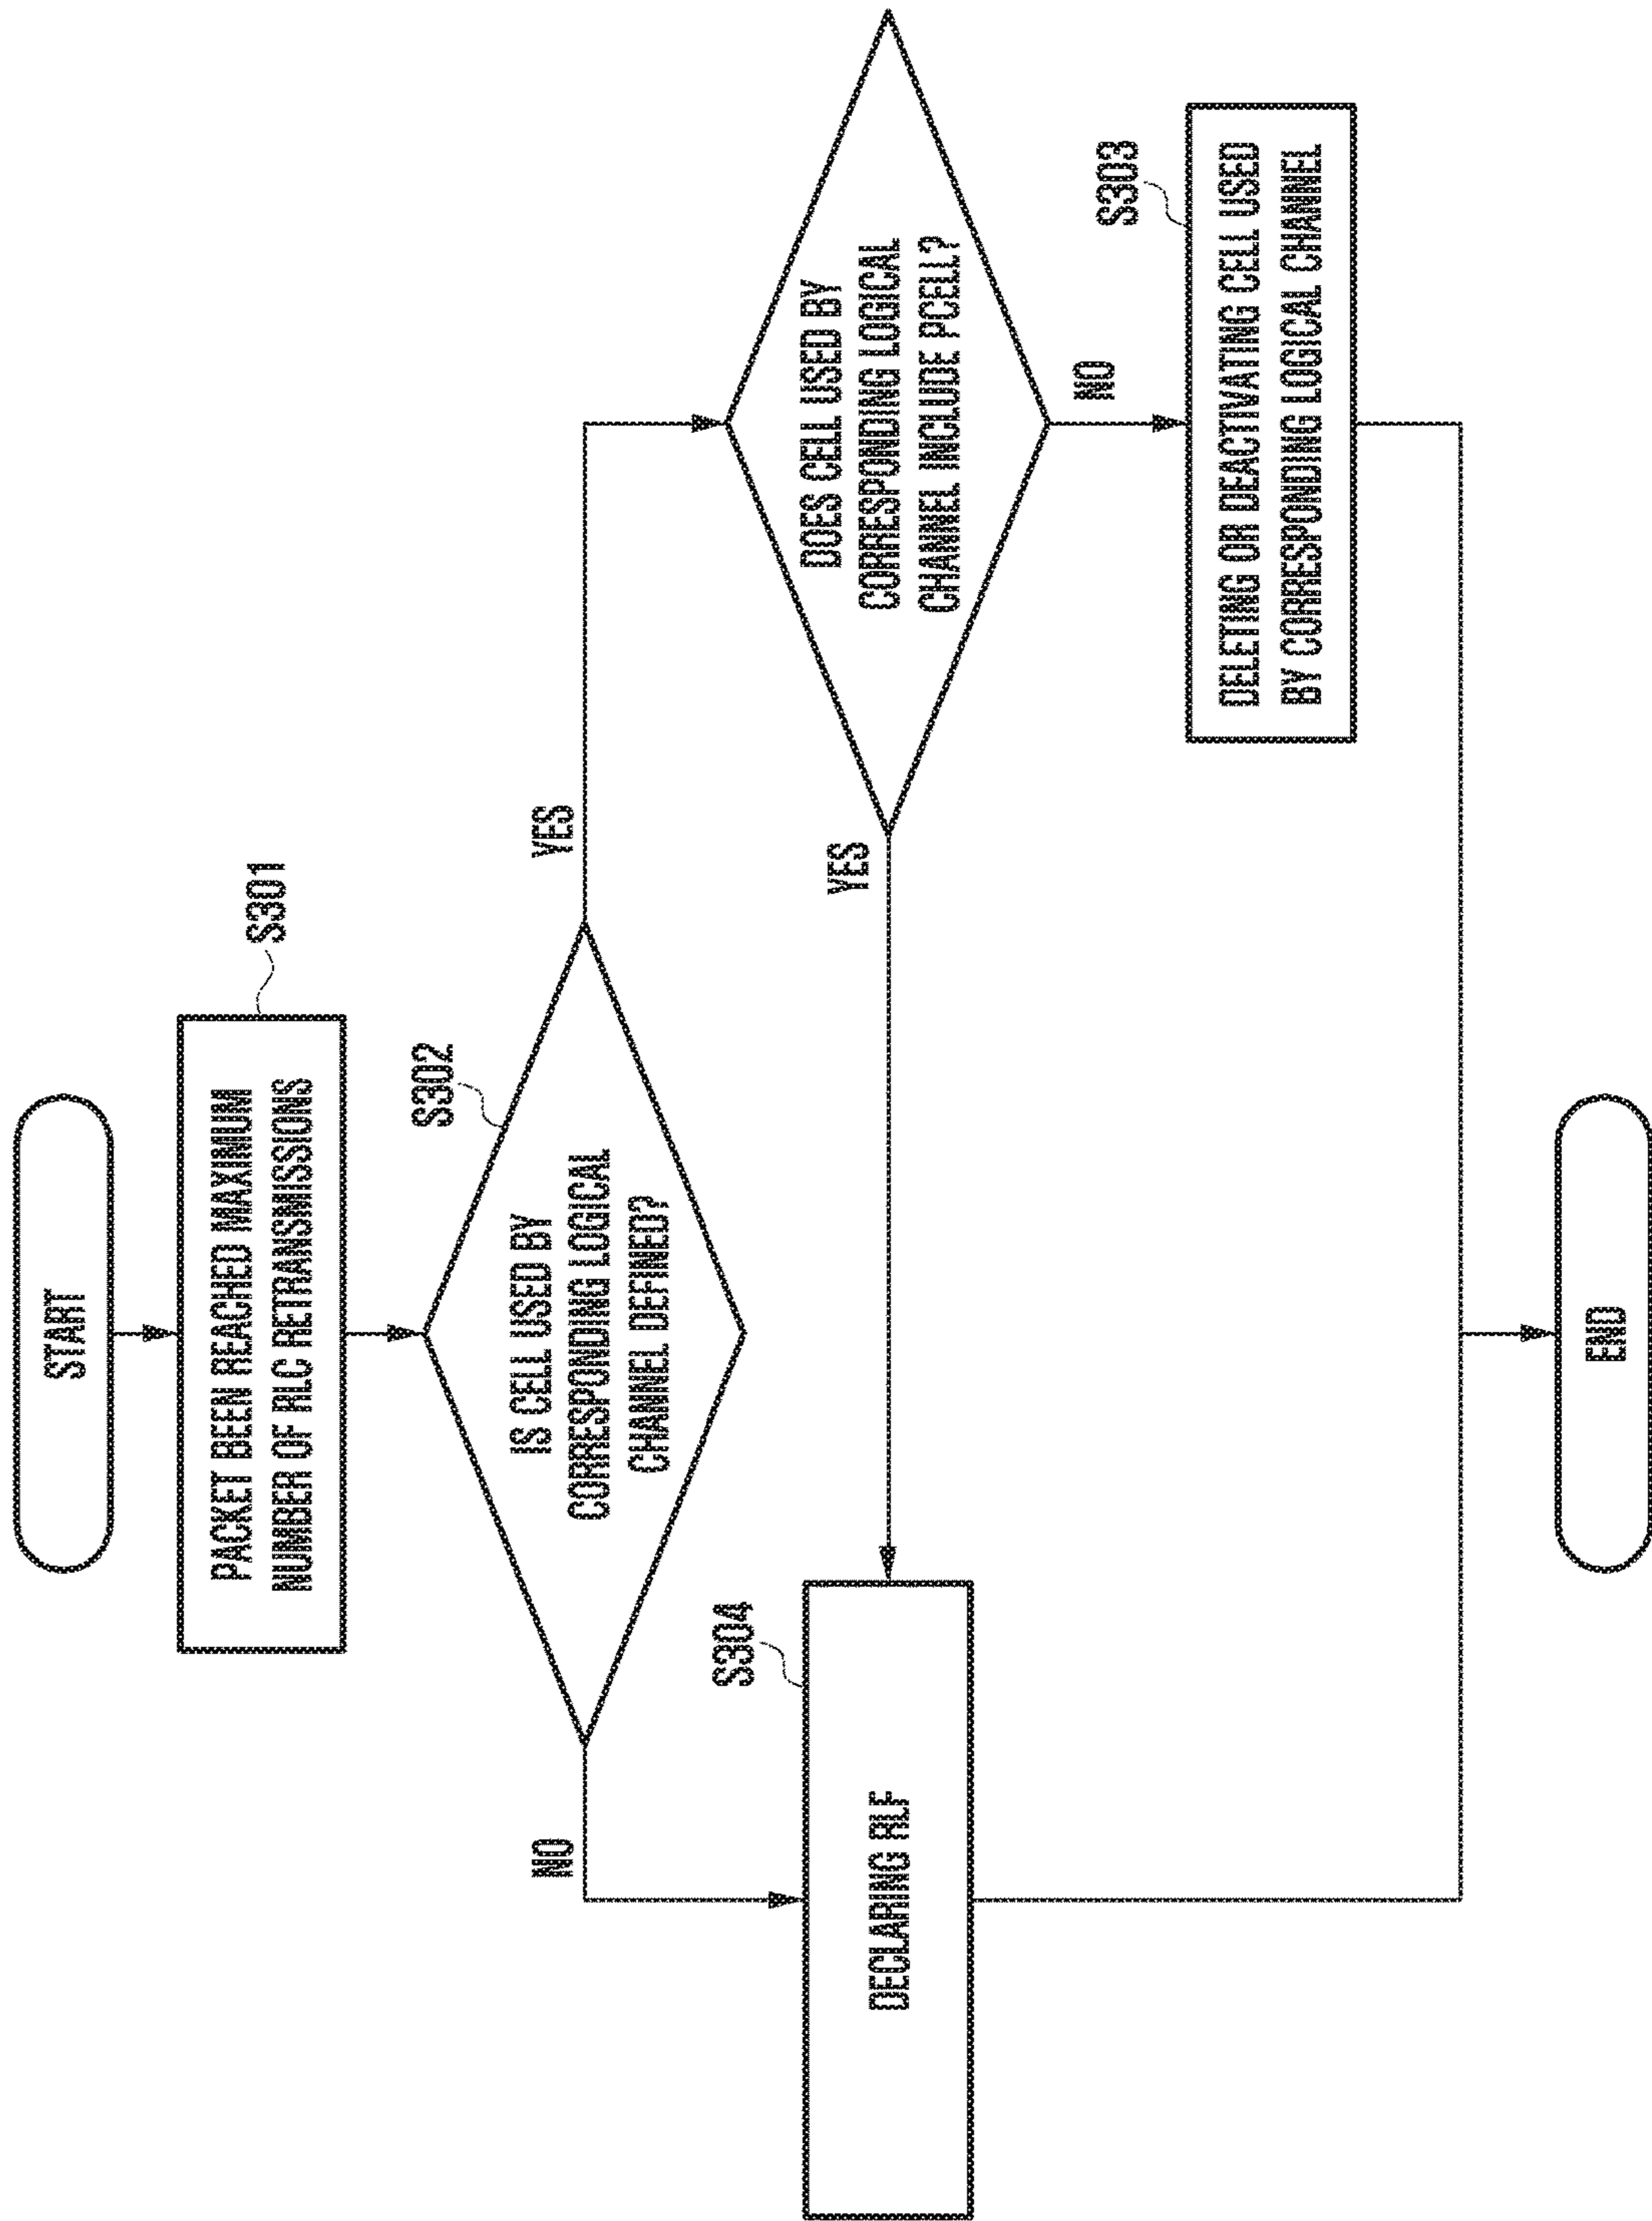 START
S301
PACKET BEEN REACHED MAXIMUM
NUMBER OF RLC RETRANSMISSIONS
S302
IS CELL USED BY
CORRESPONDING LOGICAL
CHANNEL DEFINED?
NO
YES
S304
DECLARING RLF
YES
DOES CELL USED BY
CORRESPONDING LOGICAL
CHANNEL INCLUDE PCELL?
NO
S303
DELETING OR DEACTIVATING CELL USED
BY CORRESPONDING LOGICAL CHANNEL
END